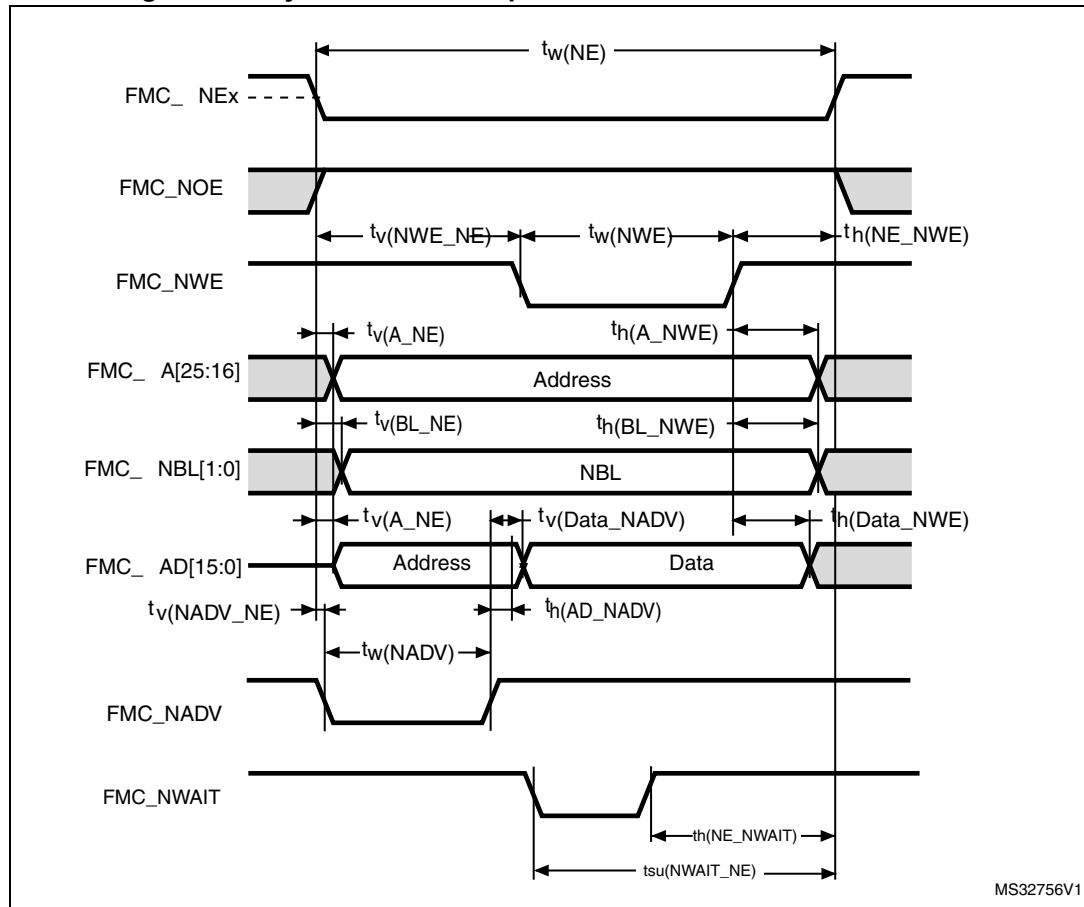 tw(NE)
FMC_ NEx
FMC_NOE
tv(NWE_NE)
tw(NWE)
th(NE_NWE)
FMC_NWE
tv(A_NE)
th(A_NWE)
FMC_ A[25:16]
Address
tv(BL_NE)
th(BL_NWE)
FMC_ NBL[1:0]
NBL
tv(A_NE)
tv(Data_NADV)
th(Data_NWE)
FMC_ AD[15:0]
Address
Data
tv(NADV_NE)
th(AD_NADV)
tw(NADV)
FMC_NADV
FMC_NWAIT
th(NE_NWAIT)
tsu(NWAIT_NE)
MS32756V1